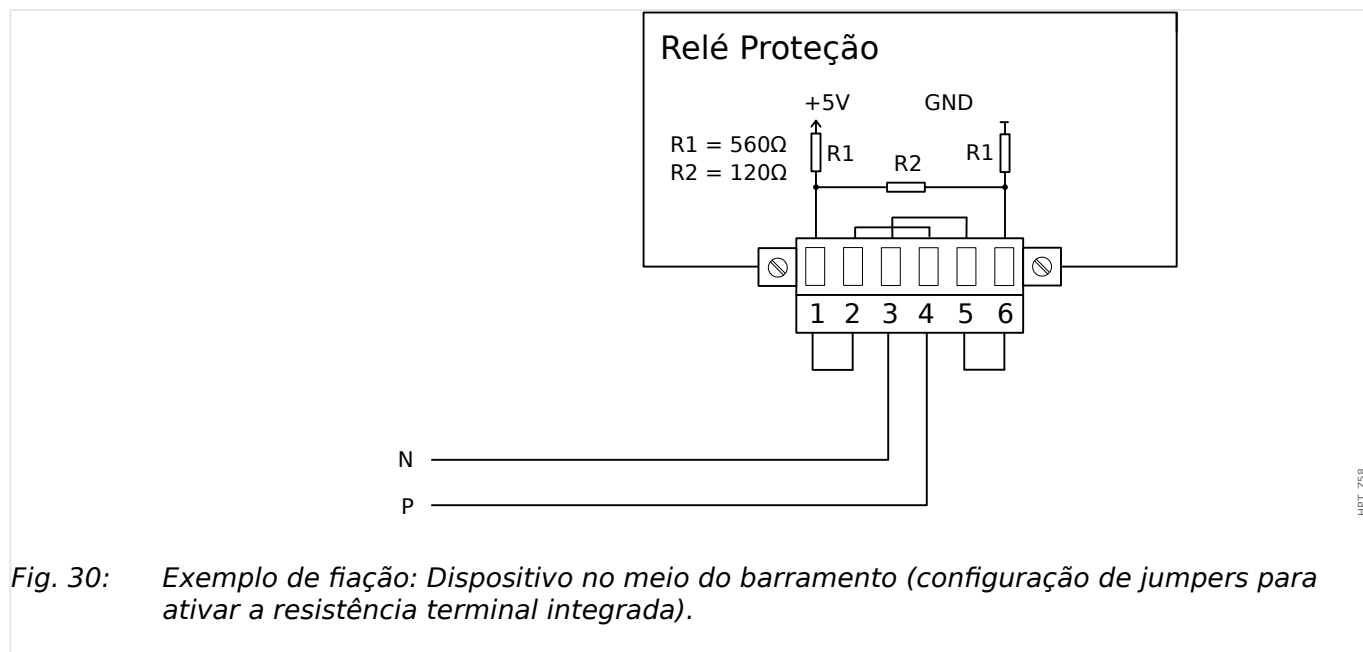 Relé Proteção
+5V GND
R1 = 560Ω
R2 = 120Ω
R1 R2 R1
1 2 3 4 5 6
N
P
HPT_Z58
Fig. 30: Exemplo de fiação: Dispositivo no meio do barramento (configuração de jumpers para
ativar a resistência terminal integrada).